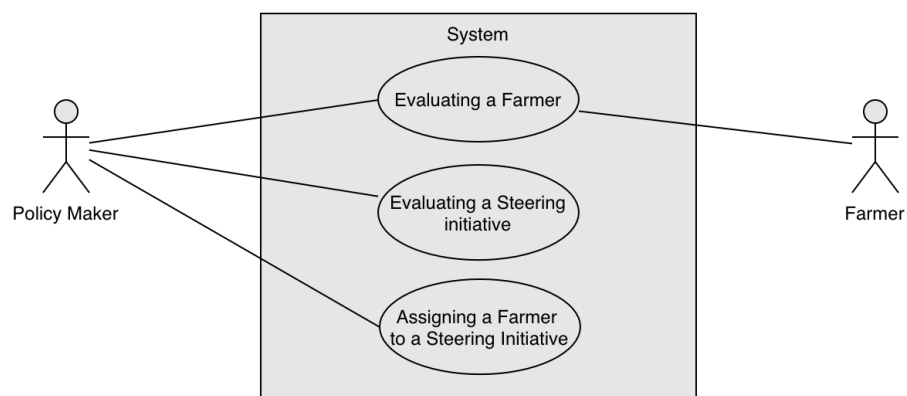 System
Evaluating a Farmer
Policy Maker
Farmer
Evaluating a Steering
initiative
Assigning a Farmer
to a Steering Initiative